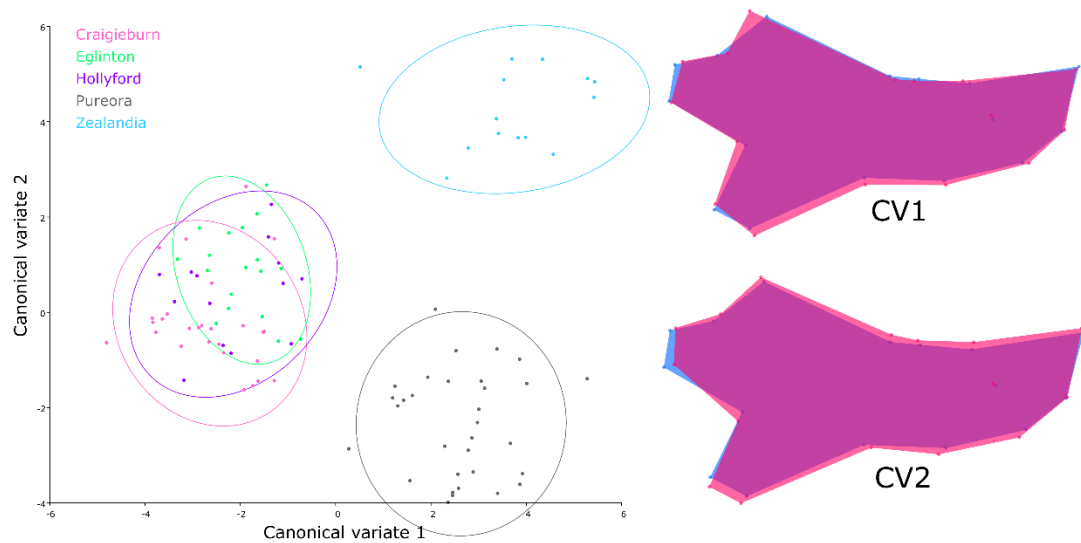 Craigieburn
Eglinton
Hollyford
Pureora
Zealandia
Canonical variate 2
6
4
2
0
-2
-4
-6
-4
-2
0
2
4
6
Canonical variate 1
CV1
CV2